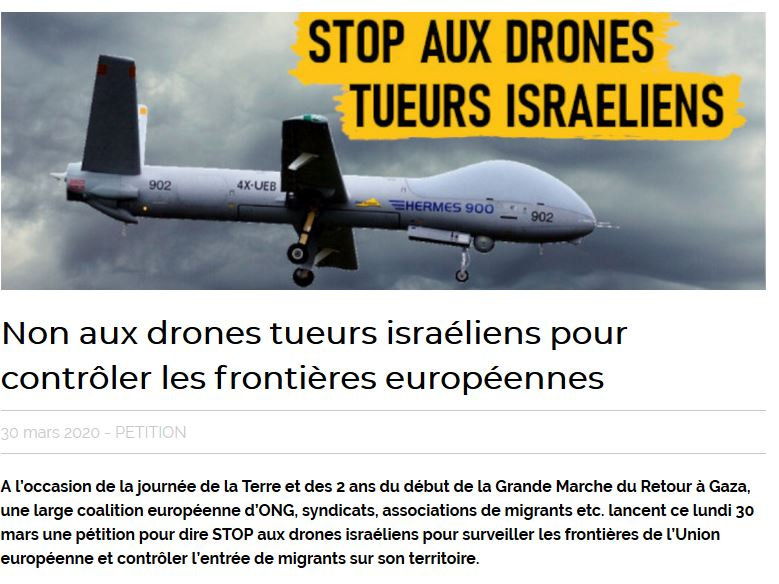 STOP AUX DRONES
TUEURS ISRAELIENS
902
4X-UEB
HERMES 900
902
Non aux drones tueurs israéliens pour
contrôler les frontières européennes
30 mars 2020 - PETITION
A l'occasion de la journée de la Terre et des 2 ans du début de la Grande Marche du Retour à Gaza,
une large coalition européenne d'ONG, syndicats, associations de migrants etc. lancent ce lundi 30
mars une pétition pour dire STOP aux drones israéliens pour surveiller les frontières de l'Union
européenne et contrôler l'entrée de migrants sur son territoire.